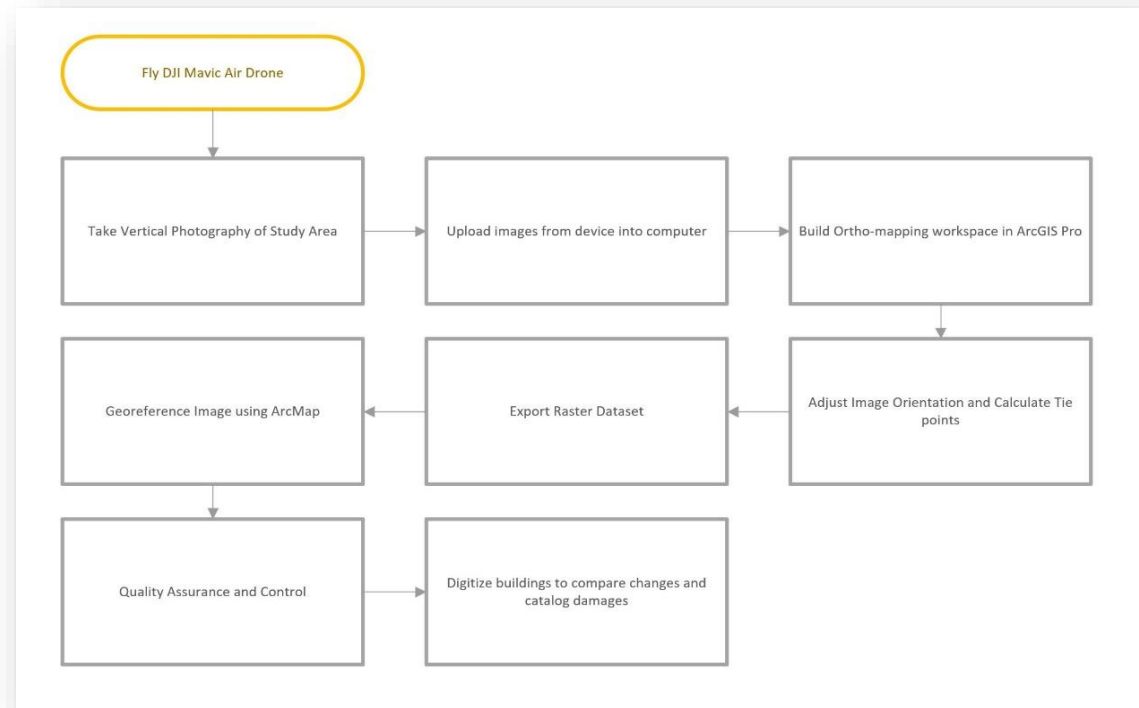 Fly DJI Mavic Air Drone
Take Vertical Photography of Study Area
Upload images from device into computer
Build Ortho-mapping workspace in ArcGIS Pro
Adjust Image Orientation and Calculate Tie
points
Export Raster Dataset
Georeference Image using ArcMap
Quality Assurance and Control
Digitize buildings to compare changes and
catalog damages